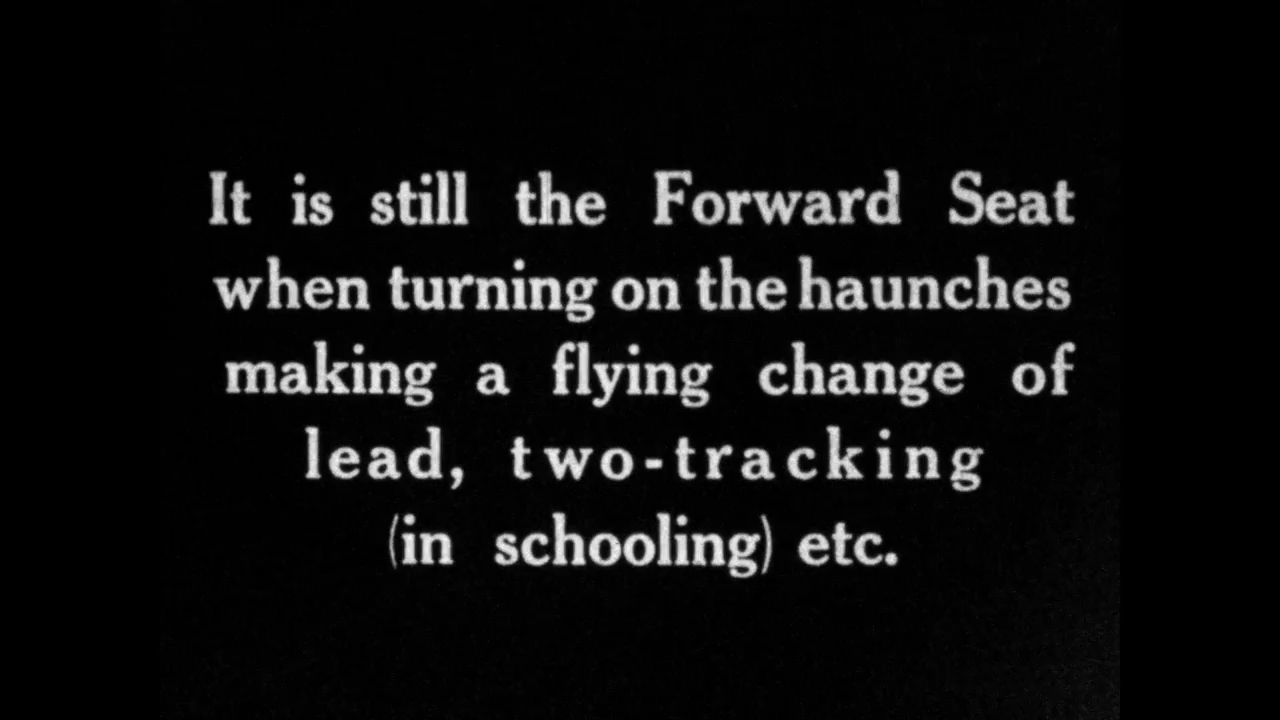 It is still the Forward Seat
when turning on the haunches
making a flying change of
lead, two-tracking
(in schooling) etc.